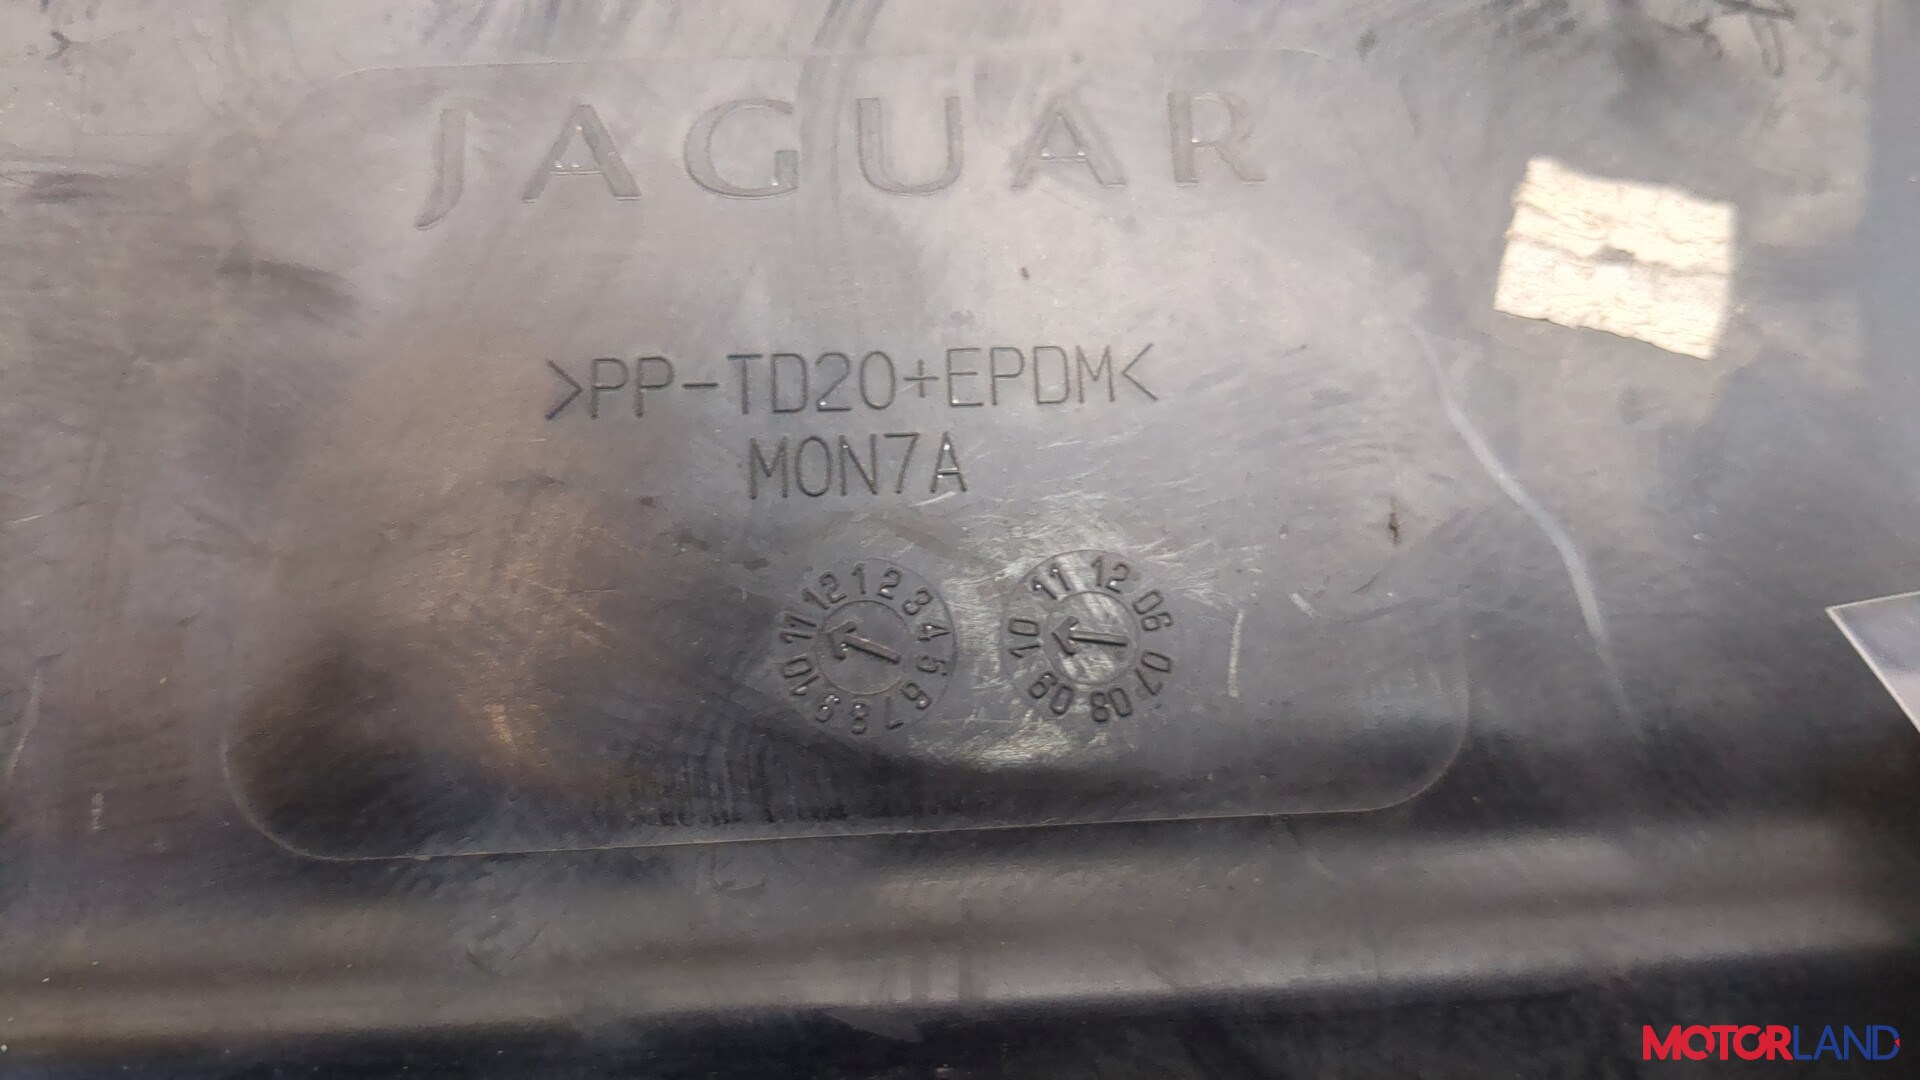 JAGUAR
>PP-TD20+EPDM<
MON7A
1 2 3 4 5 6 7 8 9 10 11 12
06 07 08 09 10 11 12
MOTORLAND